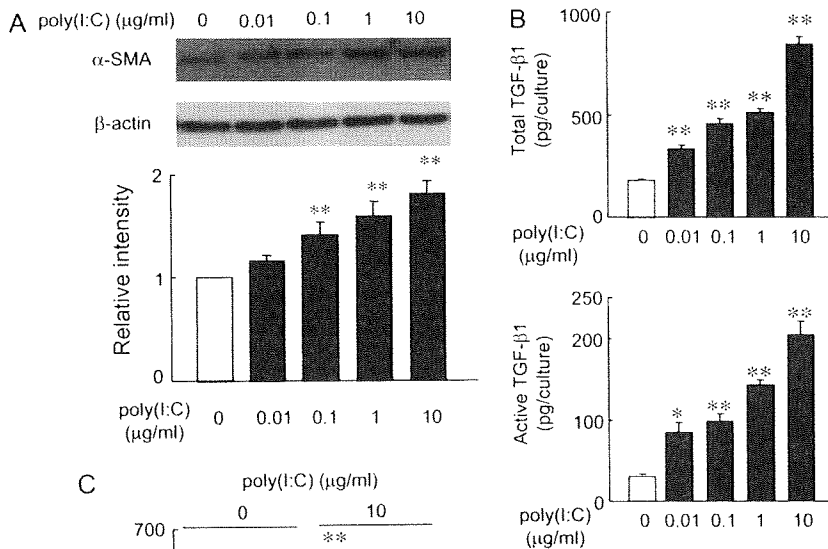 A
poly(I:C) (μg/ml) 0 0.01 0.1 1 10
α-SMA
β-actin
Relative intensity
2
1
0
** ** **
poly(I:C) (μg/ml) 0 0.01 0.1 1 10
B
Total TGF-β1 (pg/culture)
1000
500
0
** ** ** **
poly(I:C) (μg/ml) 0 0.01 0.1 1 10
Active TGF-β1 (pg/culture)
250
200
100
0
* ** ** **
poly(I:C) (μg/ml) 0 0.01 0.1 1 10
C
poly(I:C) (μg/ml)
0 10
700
**